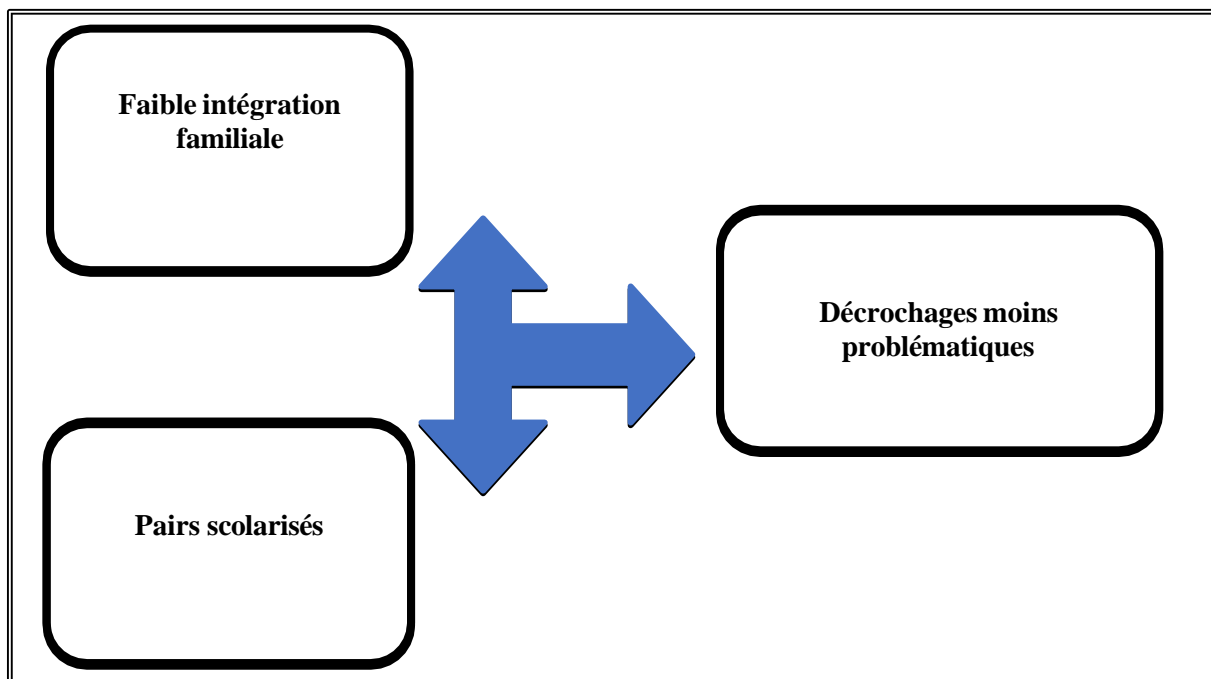 Faible intégration
familiale
Décrochages moins
problématiques
Pairs scolarisés